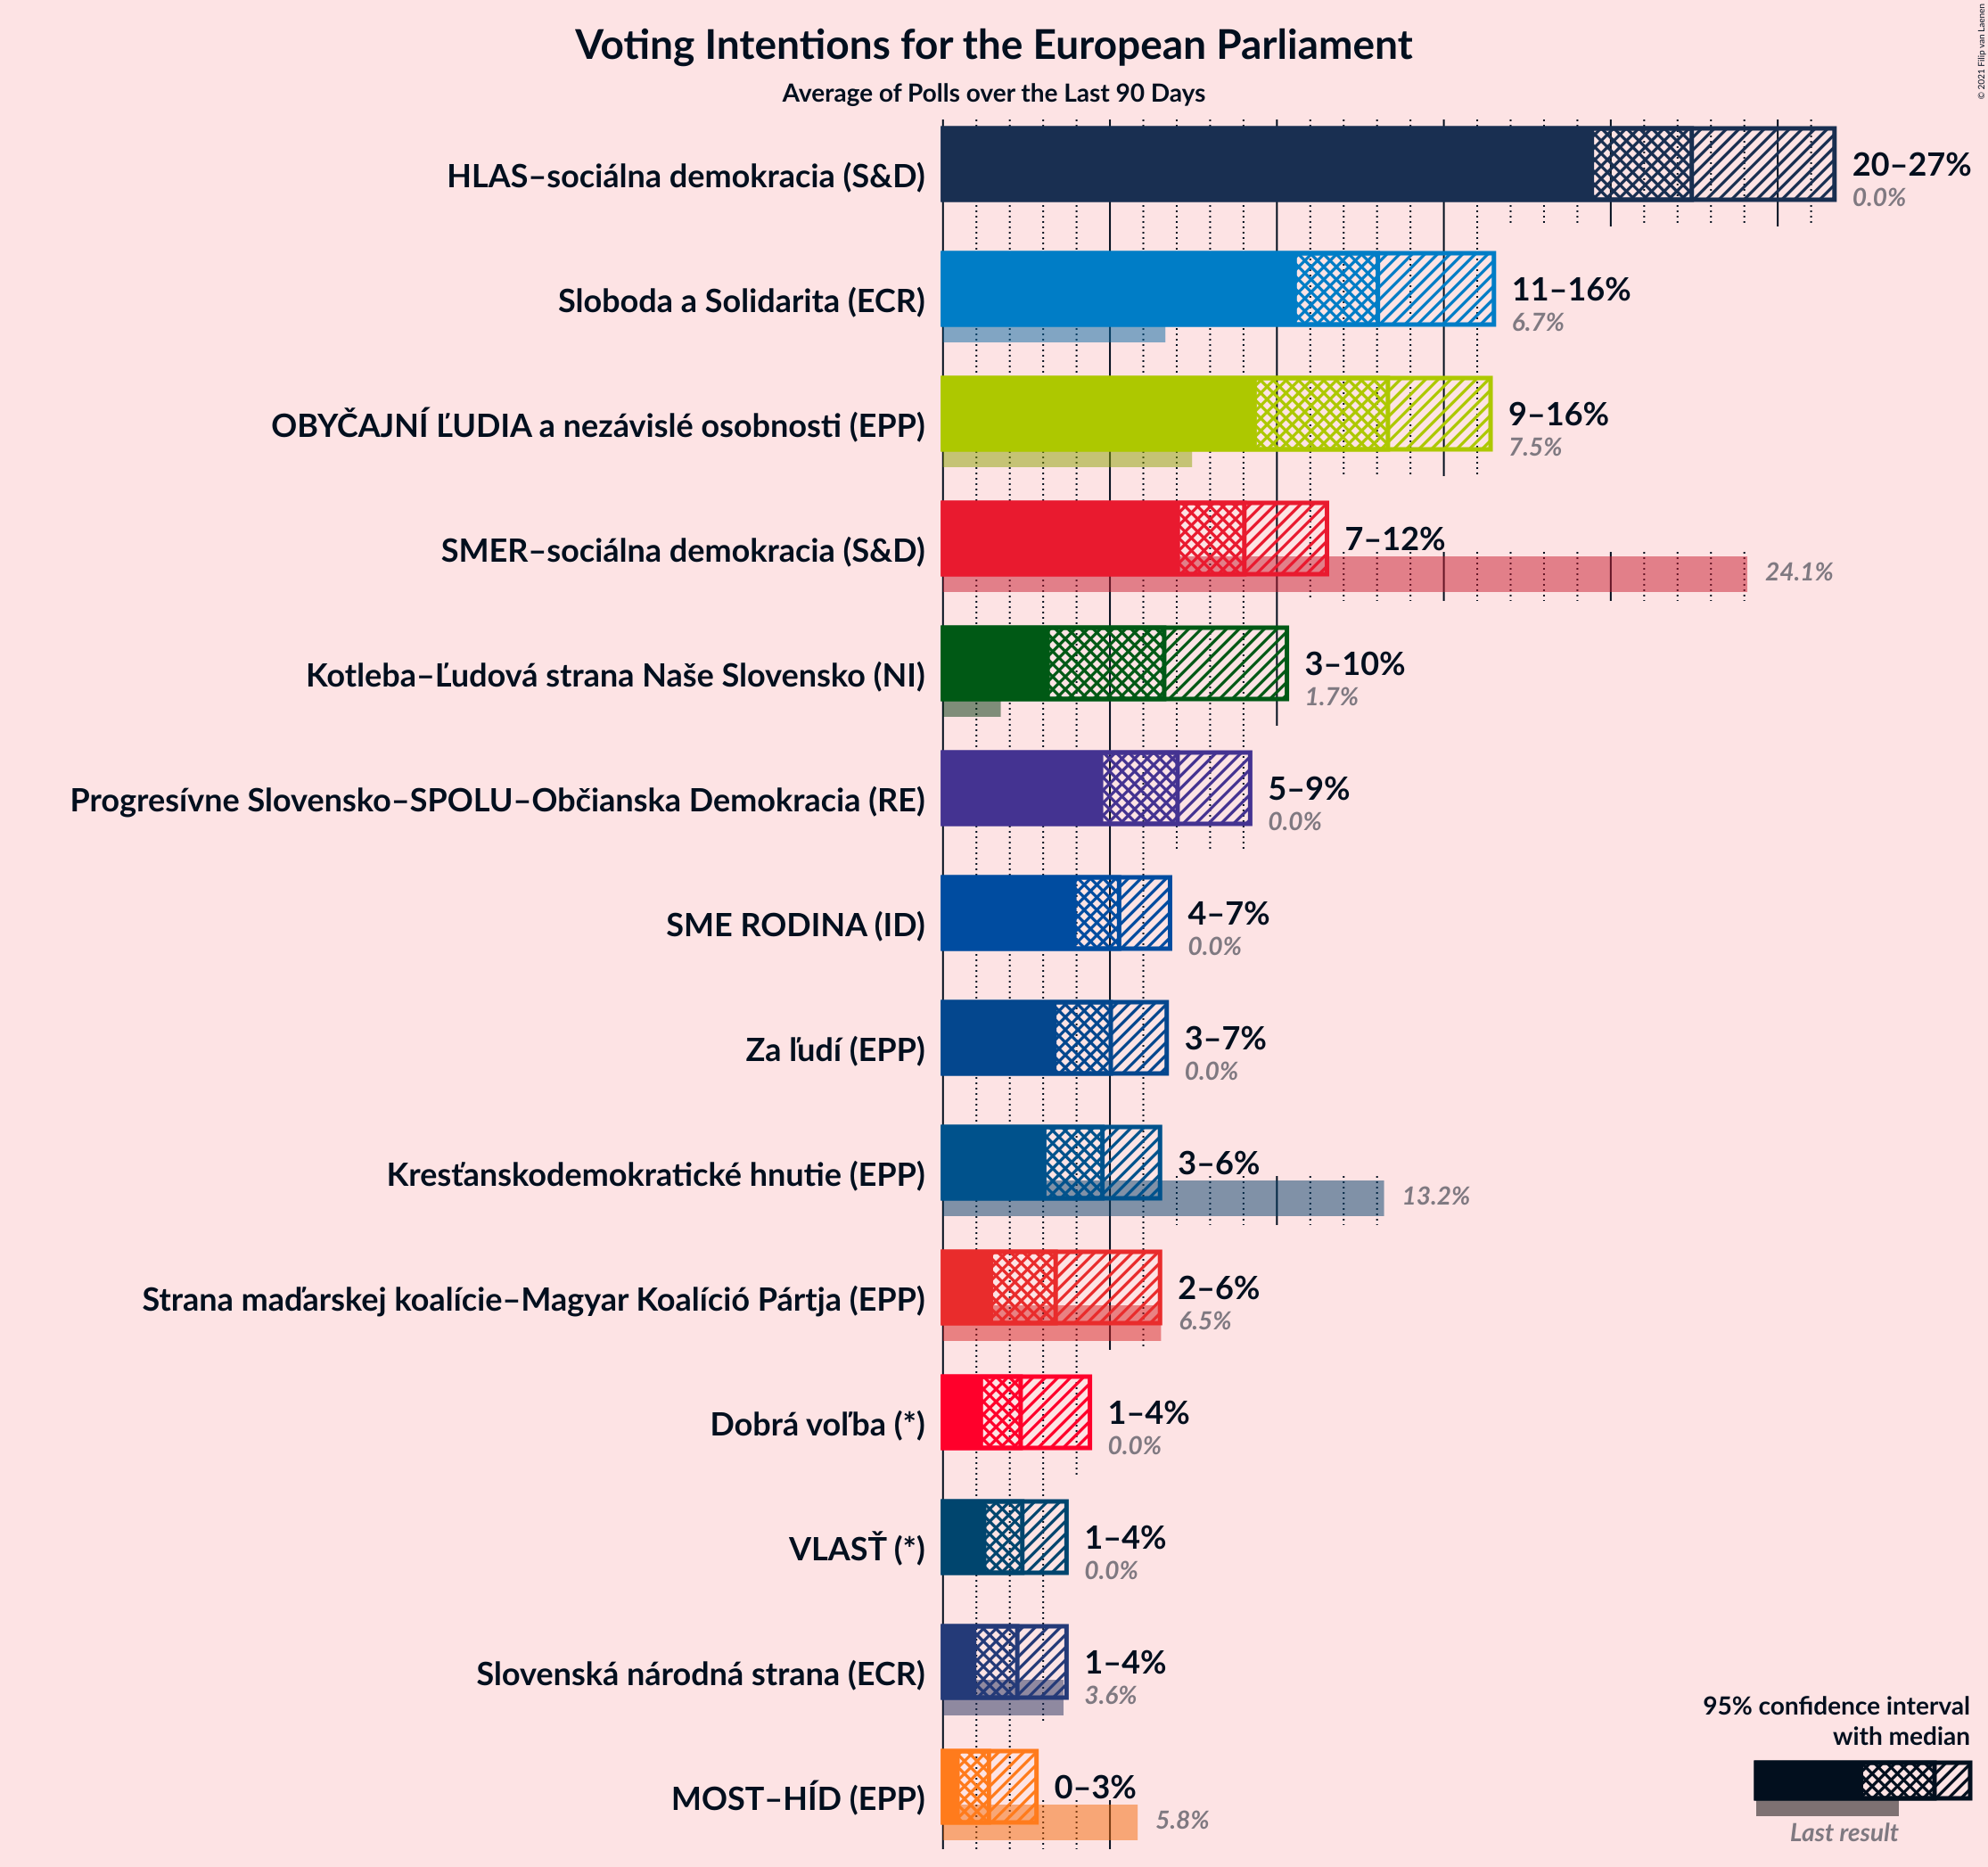 Voting Intentions for the European Parliament
Average of Polls over the Last 90 Days
© 2021 Filip van Laenen
HLAS–sociálna demokracia (S&D)
20–27%
0.0%
Sloboda a Solidarita (ECR)
11–16%
6.7%
OBYČAJNÍ ĽUDIA a nezávislé osobnosti (EPP)
9–16%
7.5%
SMER–sociálna demokracia (S&D)
7–12%
24.1%
Kotleba–Ľudová strana Naše Slovensko (NI)
3–10%
1.7%
Progresívne Slovensko–SPOLU–Občianska Demokracia (RE)
5–9%
0.0%
SME RODINA (ID)
4–7%
0.0%
Za ľudí (EPP)
3–7%
0.0%
Kresťanskodemokratické hnutie (EPP)
3–6%
13.2%
Strana maďarskej koalície–Magyar Koalíció Pártja (EPP)
2–6%
6.5%
Dobrá voľba (*)
1–4%
0.0%
VLASŤ (*)
1–4%
0.0%
Slovenská národná strana (ECR)
1–4%
3.6%
MOST–HÍD (EPP)
0–3%
5.8%
95% confidence interval
with median
Last result